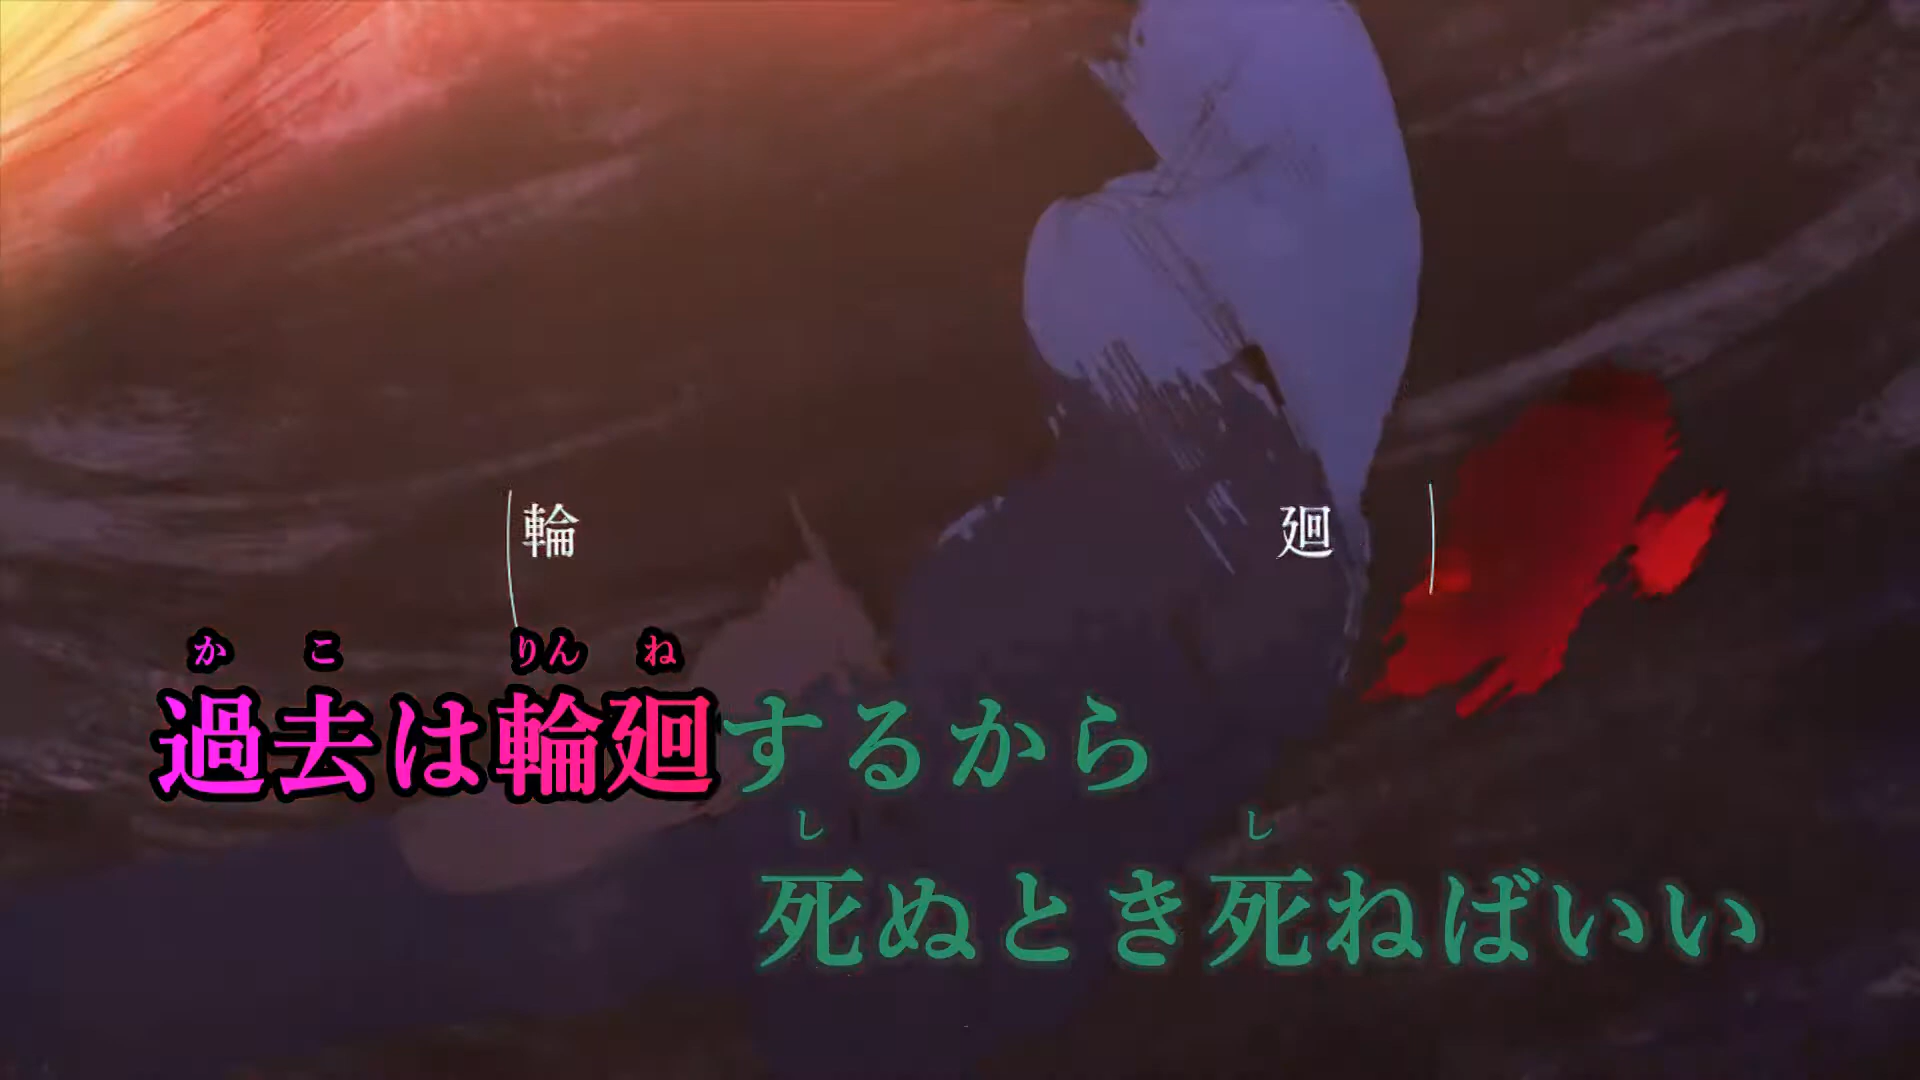 輪 廻
か こ りん ね
過去は輪廻するから
し し
死ぬとき死ねばいい